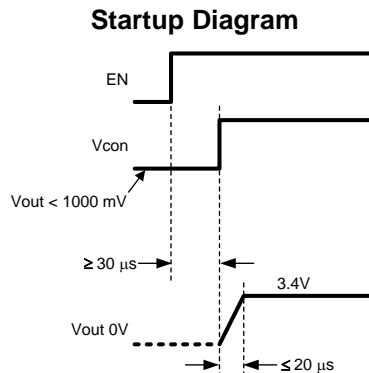 Startup Diagram
EN
Vcon
Vout < 1000 mV
≥ 30 μs
3.4V
Vout 0V
≤ 20 μs